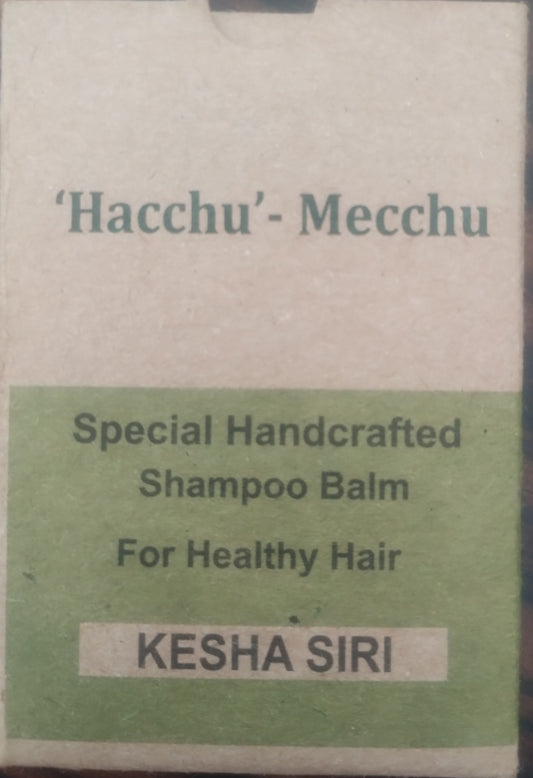 ‘Hacchu’- Mecchu
Special Handcrafted
Shampoo Balm
For Healthy Hair
KESHA SIRI